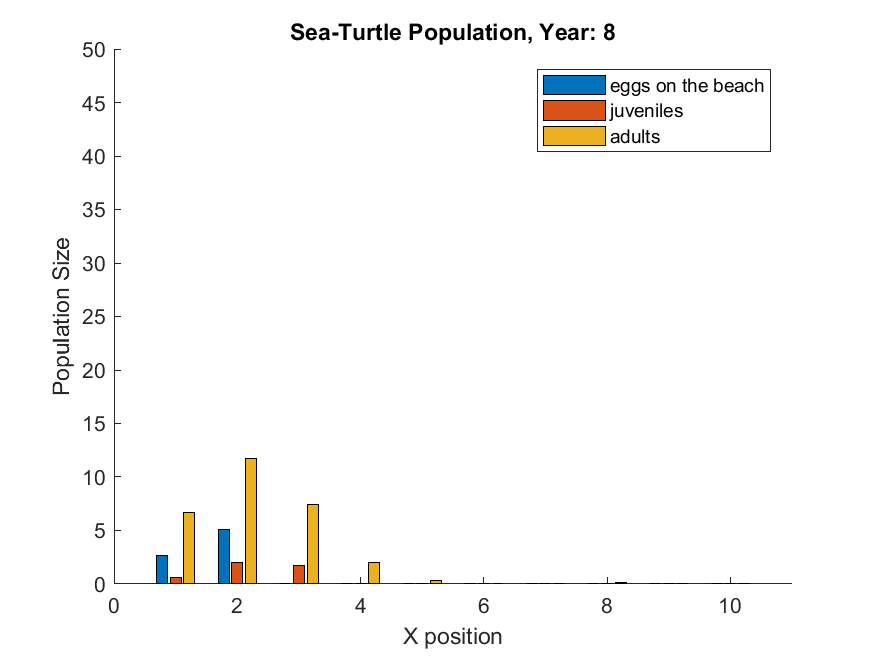 Sea-Turtle Population, Year: 8
eggs on the beach
juveniles
adults
Population Size
50
45
40
35
30
25
20
15
10
5
0
0 2 4 6 8 10
X position